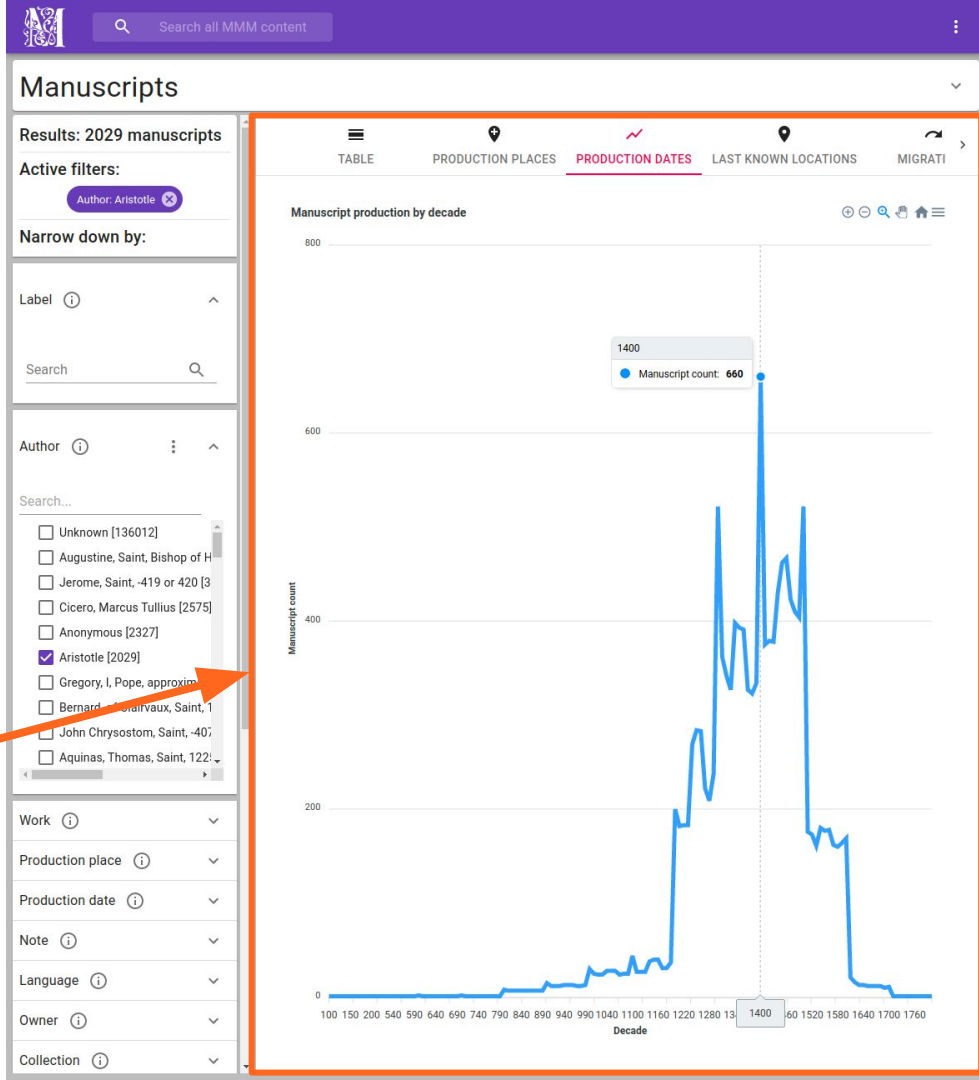 Search all MMM content
Manuscripts
Results: 2029 manuscripts
Active filters:
Author: Aristotle
Narrow down by:
Label
Search
Author
Search...
Unknown [136012]
Augustine, Saint, Bishop of H
Jerome, Saint, -419 or 420 [3
Cicero, Marcus Tullius [2575]
Anonymous [2327]
Aristotle [2029]
Gregory, I, Pope, approxim
Bernard, of Clairvaux, Saint, 1
John Chrysostom, Saint, -407
Aquinas, Thomas, Saint, 122
Work
Production place
Production date
Note
Language
Owner
Collection
TABLE
PRODUCTION PLACES
PRODUCTION DATES
LAST KNOWN LOCATIONS
MIGRATI
Manuscript production by decade
800
600
400
200
0
Manuscript count
1400
Manuscript count: 660
100 150 200 540 590 640 690 740 790 840 890 940 990 1040 1100 1160 1220 1280 13 1400 60 1520 1580 1640 1700 1760
Decade